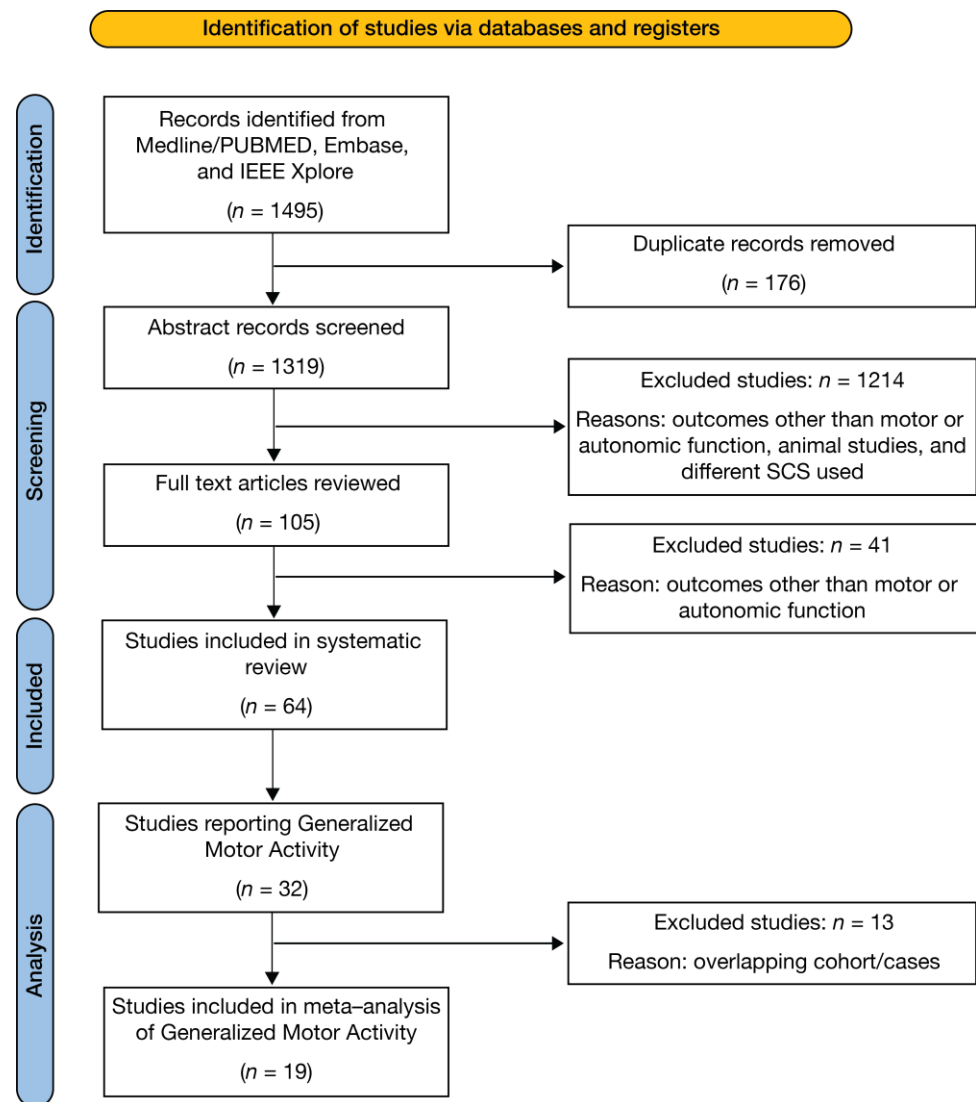 Identification of studies via databases and registers
Identification
Records identified from
Medline/PUBMED, Embase,
and IEEE Xplore
(n = 1495)
Duplicate records removed
(n = 176)
Screening
Abstract records screened
(n = 1319)
Excluded studies: n = 1214
Reasons: outcomes other than motor or
autonomic function, animal studies, and
different SCS used
Full text articles reviewed
(n = 105)
Excluded studies: n = 41
Reason: outcomes other than motor or
autonomic function
Included
Studies included in systematic
review
(n = 64)
Analysis
Studies reporting Generalized
Motor Activity
(n = 32)
Excluded studies: n = 13
Reason: overlapping cohort/cases
Studies included in meta–analysis
of Generalized Motor Activity
(n = 19)